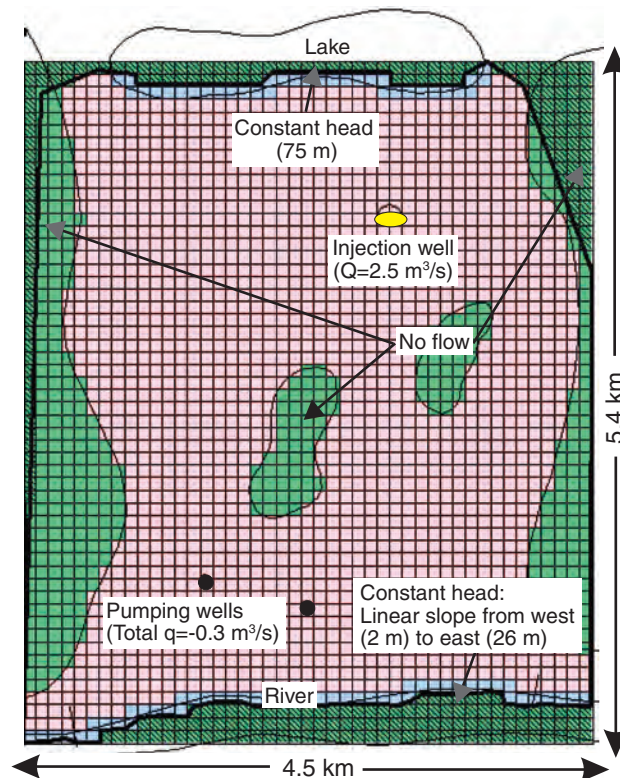 Lake
Constant head
(75 m)
Injection well
(Q=2.5 m³/s)
No flow
5.4 km
Pumping wells
(Total q=-0.3 m³/s)
Constant head:
Linear slope from west
(2 m) to east (26 m)
River
4.5 km